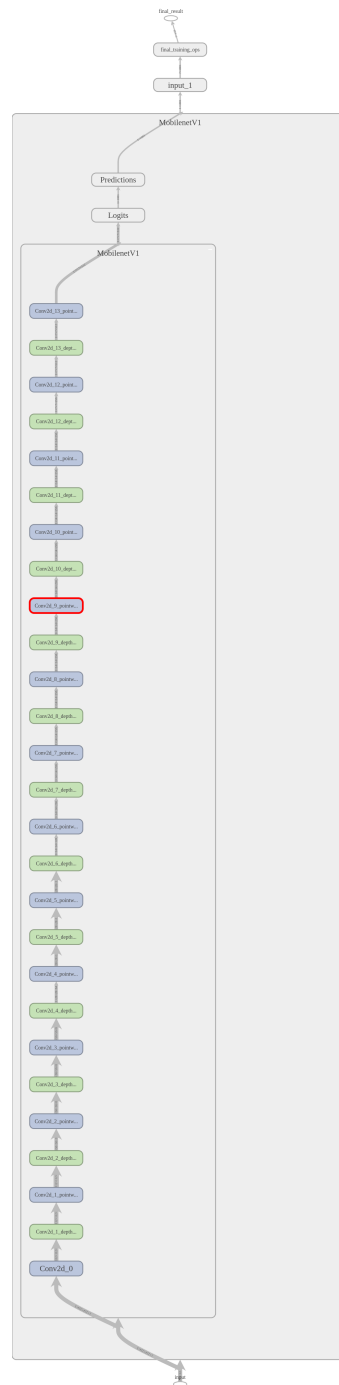 final_result
final_training_ops
input_1
MobilenetV1
Predictions
Logits
MobilenetV1
Conv2d_13_point...
Conv2d_13_dept...
Conv2d_12_point...
Conv2d_12_dept...
Conv2d_11_point...
Conv2d_11_dept...
Conv2d_10_point...
Conv2d_10_dept...
Conv2d_9_pointw...
Conv2d_9_depth...
Conv2d_8_pointw...
Conv2d_8_depth...
Conv2d_7_pointw...
Conv2d_7_depth...
Conv2d_6_pointw...
Conv2d_6_depth...
Conv2d_5_pointw...
Conv2d_5_depth...
Conv2d_4_pointw...
Conv2d_4_depth...
Conv2d_3_pointw...
Conv2d_3_depth...
Conv2d_2_pointw...
Conv2d_2_depth...
Conv2d_1_pointw...
Conv2d_1_depth...
Conv2d_0
input